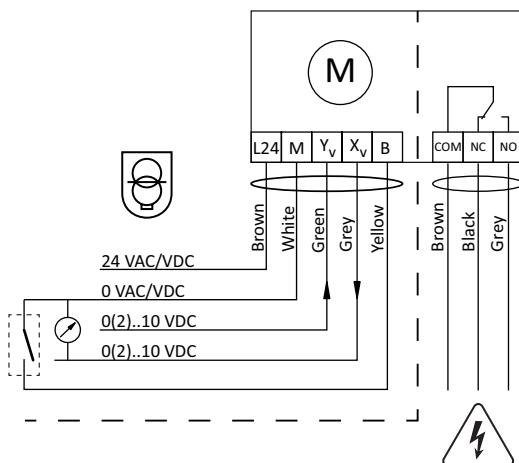 M
L24 M Yv Xv B COM NC NO
Brown White Green Grey Yellow Brown Black Grey
24 VAC/VDC
0 VAC/VDC
0(2)..10 VDC
0(2)..10 VDC